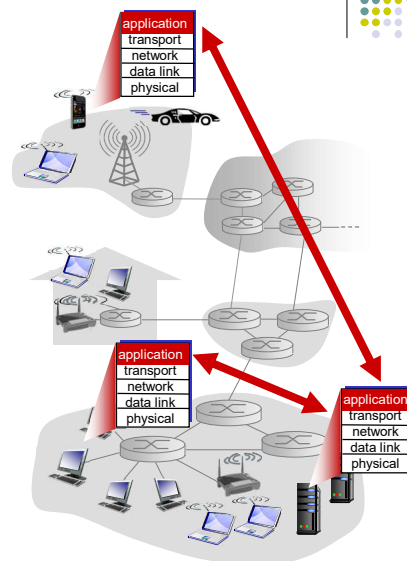 application
transport
network
data link
physical
application
transport
network
data link
physical
application
transport
network
data link
physical